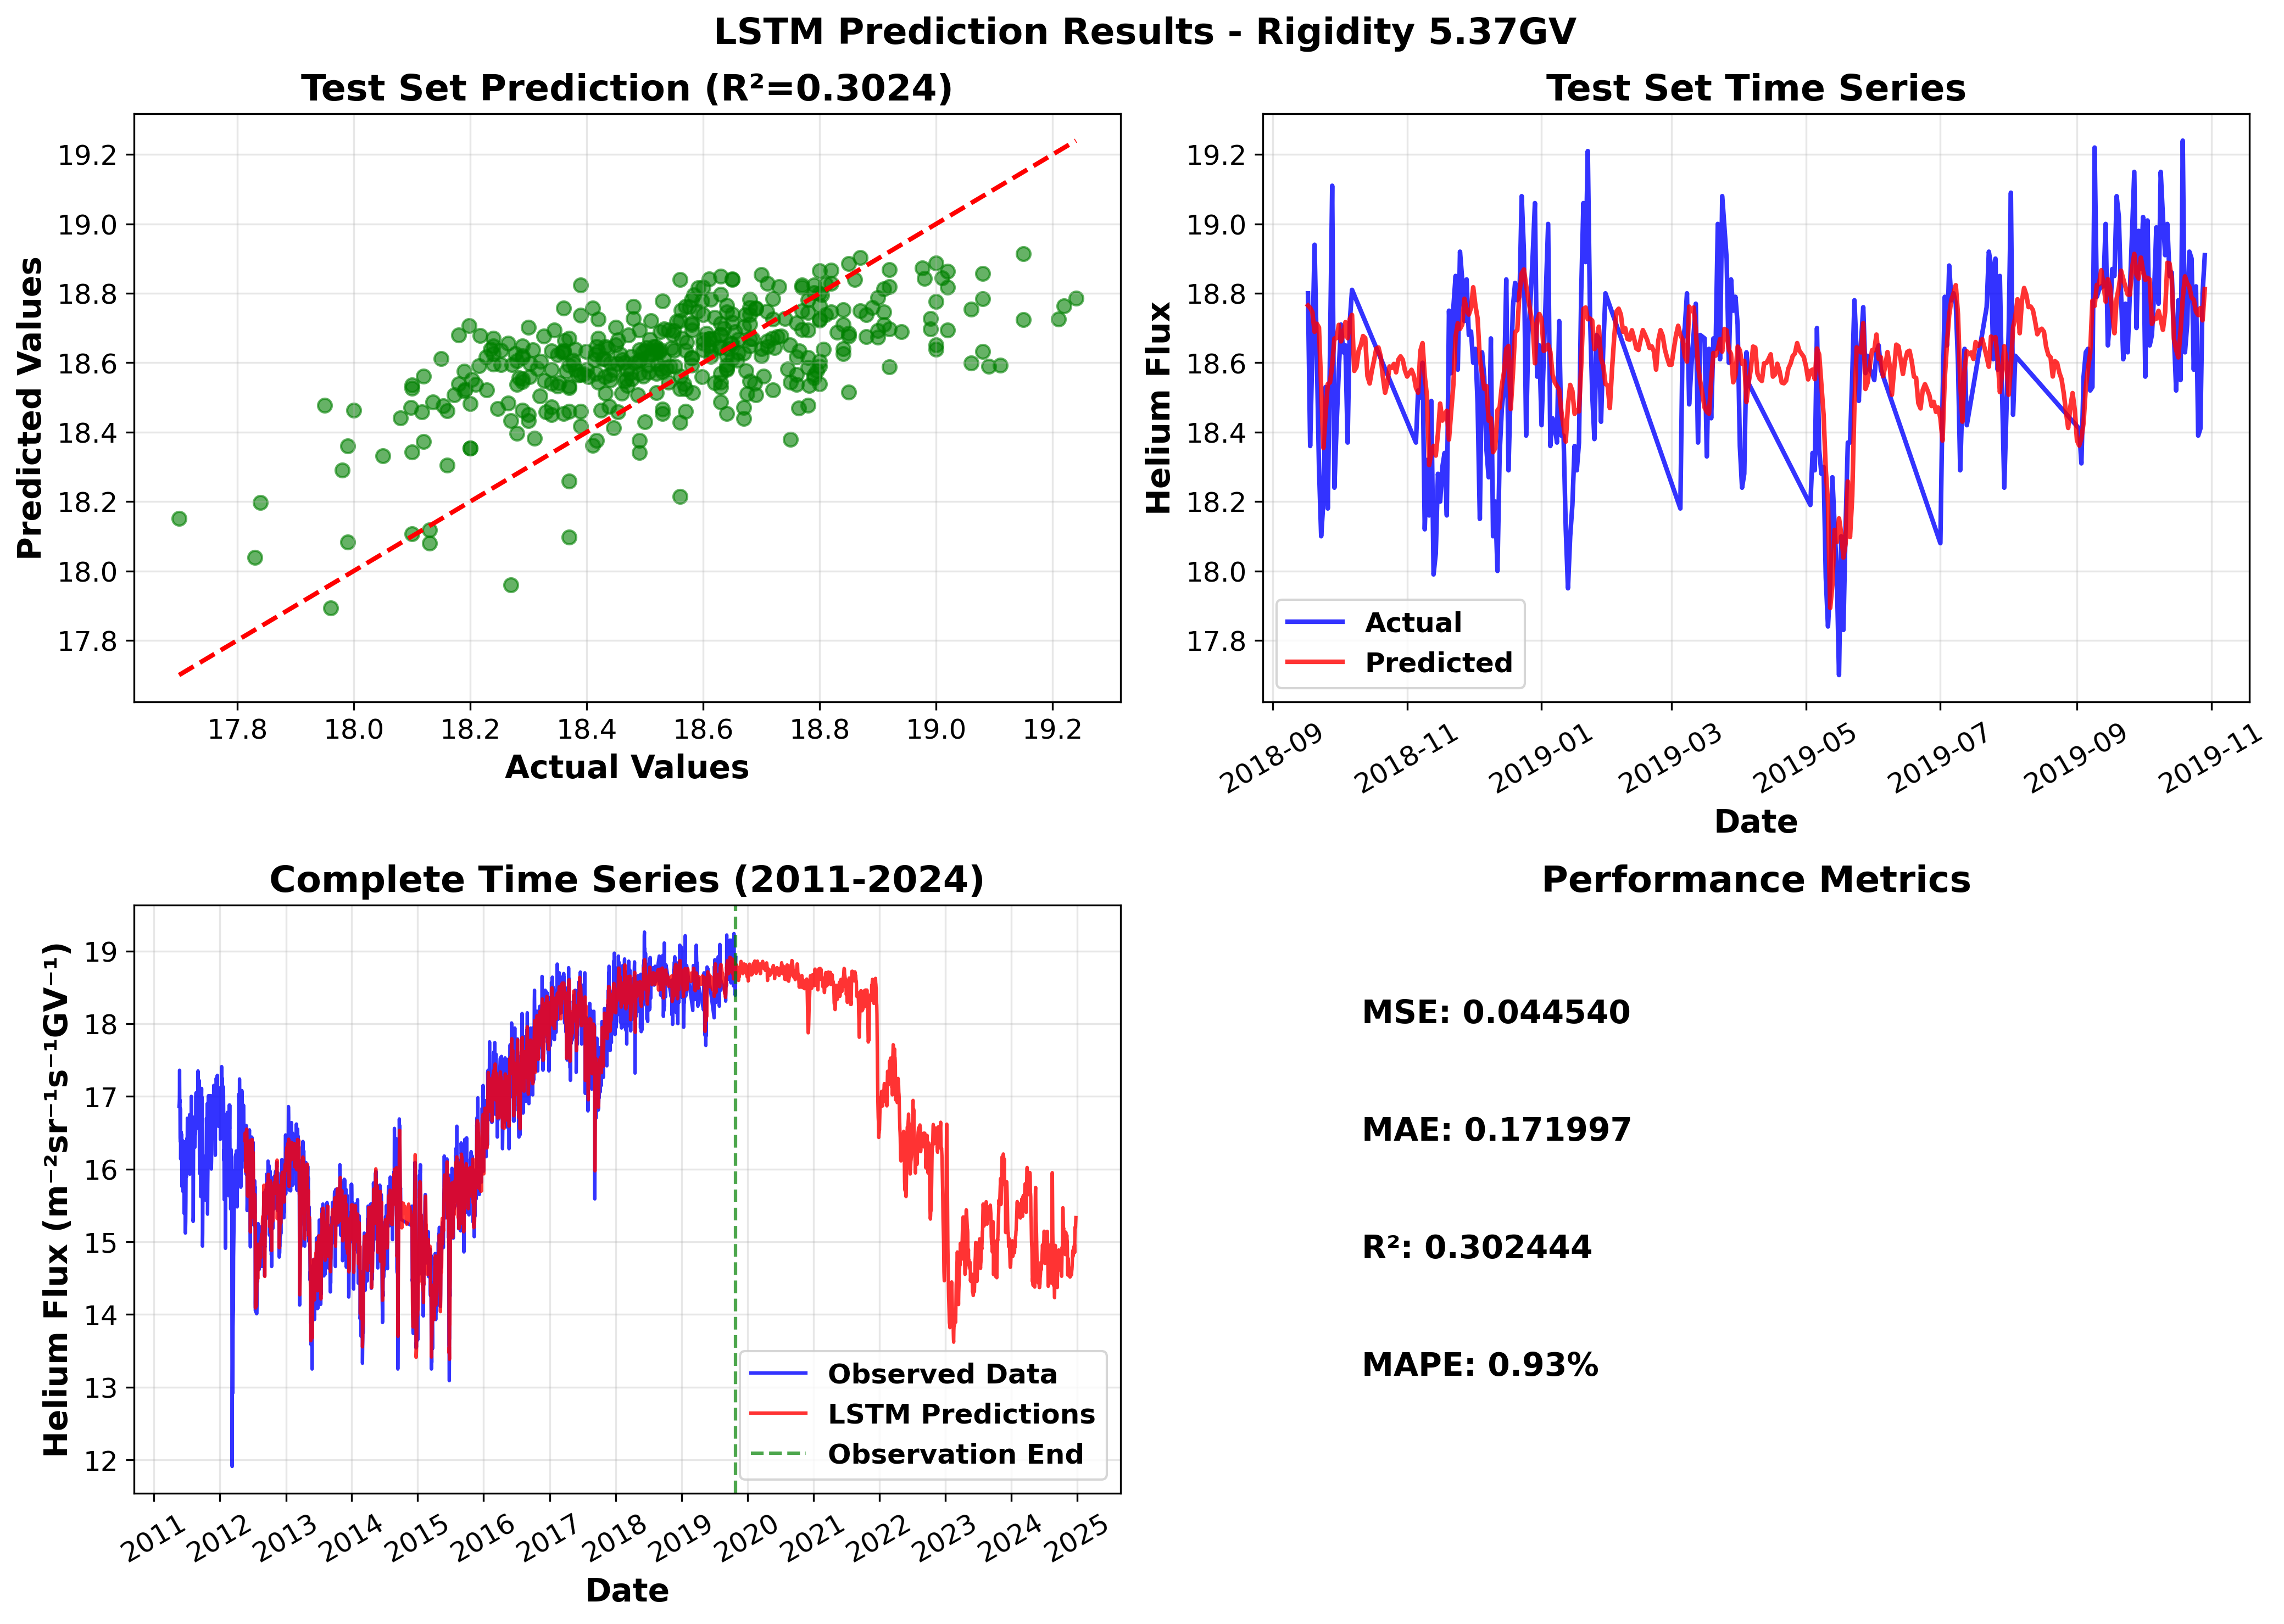 LSTM Prediction Results - Rigidity 5.37GV
Test Set Prediction (R²=0.3024)
19.2
19.0
18.8
18.6
18.4
18.2
18.0
17.8
Predicted Values
17.8 18.0 18.2 18.4 18.6 18.8 19.0 19.2
Actual Values
Test Set Time Series
19.2
19.0
18.8
18.6
18.4
18.2
18.0
17.8
Helium Flux
Actual
Predicted
2018-09 2018-11 2019-01 2019-03 2019-05 2019-07 2019-09 2019-11
Date
Complete Time Series (2011-2024)
19
18
17
16
15
14
13
12
Helium Flux (m⁻²sr⁻¹s⁻¹GV⁻¹)
Observed Data
LSTM Predictions
Observation End
2011 2012 2013 2014 2015 2016 2017 2018 2019 2020 2021 2022 2023 2024 2025
Date
Performance Metrics
MSE: 0.044540
MAE: 0.171997
R²: 0.302444
MAPE: 0.93%